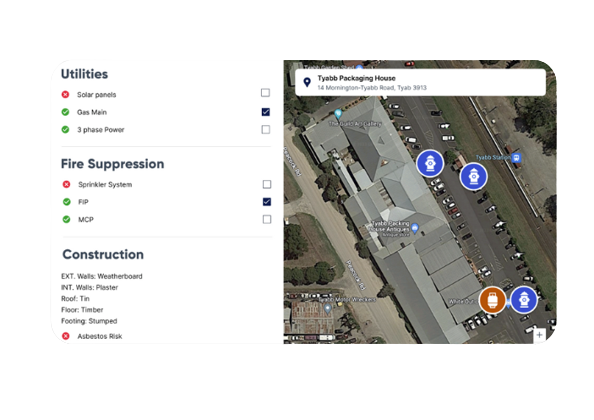 Utilities
Solar panels
Gas Main
3 phase Power
Fire Suppression
Sprinkler System
FIP
MCP
Construction
EXT. Walls: Weatherboard
INT. Walls: Plaster
Roof: Tin
Floor: Timber
Footing: Stumped
Asbestos Risk
Tyabb Packaging House
14 Mornington-Tyabb Road, Tyab 3913
Art Gallery
Tyabb Station
Tyabb Packing
House Antiques
Tyabb Motor Wreckers
+